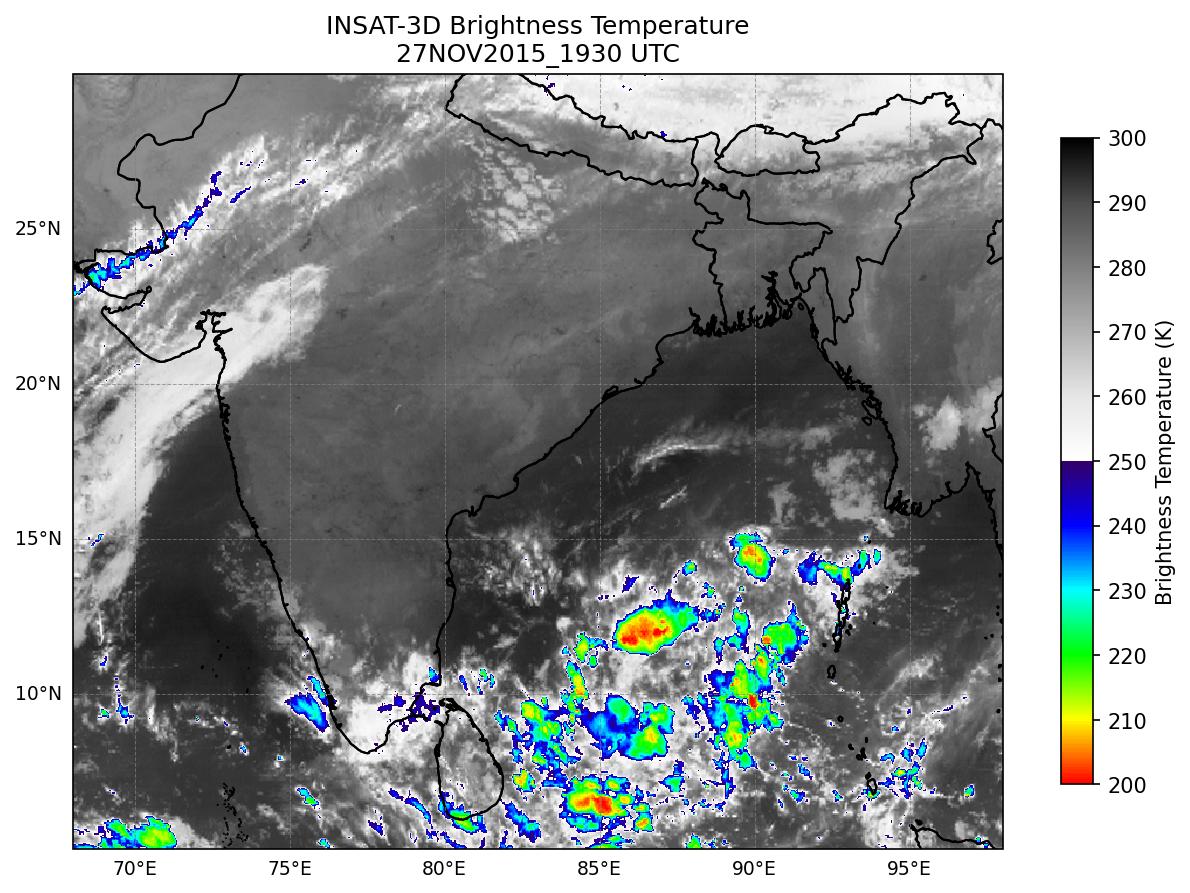 INSAT-3D Brightness Temperature
27NOV2015_1930 UTC
25°N
20°N
15°N
10°N
70°E
75°E
80°E
85°E
90°E
95°E
300
290
280
270
260
250
240
230
220
210
200
Brightness Temperature (K)